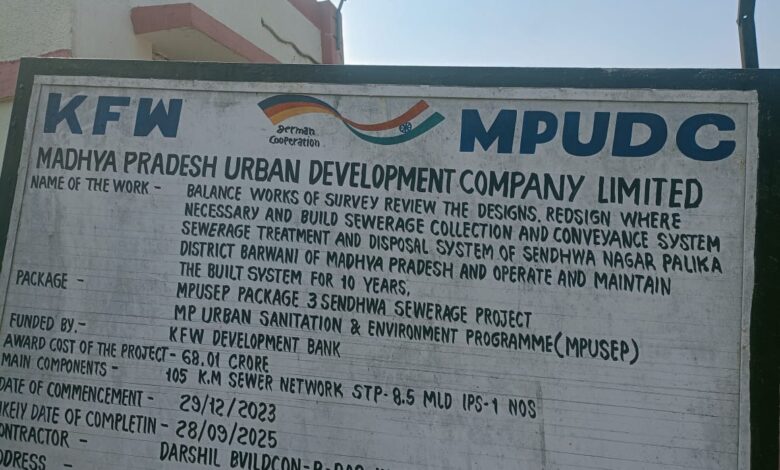 KFW
German Cooperation
MPUDC
MADHYA PRADESH URBAN DEVELOPMENT COMPANY LIMITED
NAME OF THE WORK - BALANCE WORKS OF SURVEY REVIEW THE DESIGNS. REDSIGN WHERE
NECESSARY AND BUILD SEWERAGE COLLECTION AND CONVEYANCE SYSTEM
SEWERAGE TREATMENT AND DISPOSAL SYSTEM OF SENDHWA NAGAR PALIKA
DISTRICT BARWANI OF MADHYA PRADESH AND OPERATE AND MAINTAIN
THE BUILT SYSTEM FOR 10 YEARS,
PACKAGE - MPUSEP PACKAGE 3 SENDHWA SEWERAGE PROJECT
MP URBAN SANITATION & ENVIRONMENT PROGRAMME(MPUSEP)
FUNDED BY.- KFW DEVELOPMENT BANK
AWARD COST OF THE PROJECT- 68.01 CRORE
MAIN COMPONENTS - 105 K.M SEWER NETWORK STP- 8.5 MLD IPS-1 NOS
DATE OF COMMENCEMENT - 29/12/2023
IKELY DATE OF COMPLETIN - 28/09/2025
ONTRACTOR - DARSHIL BVILDCON-
DDRESS -